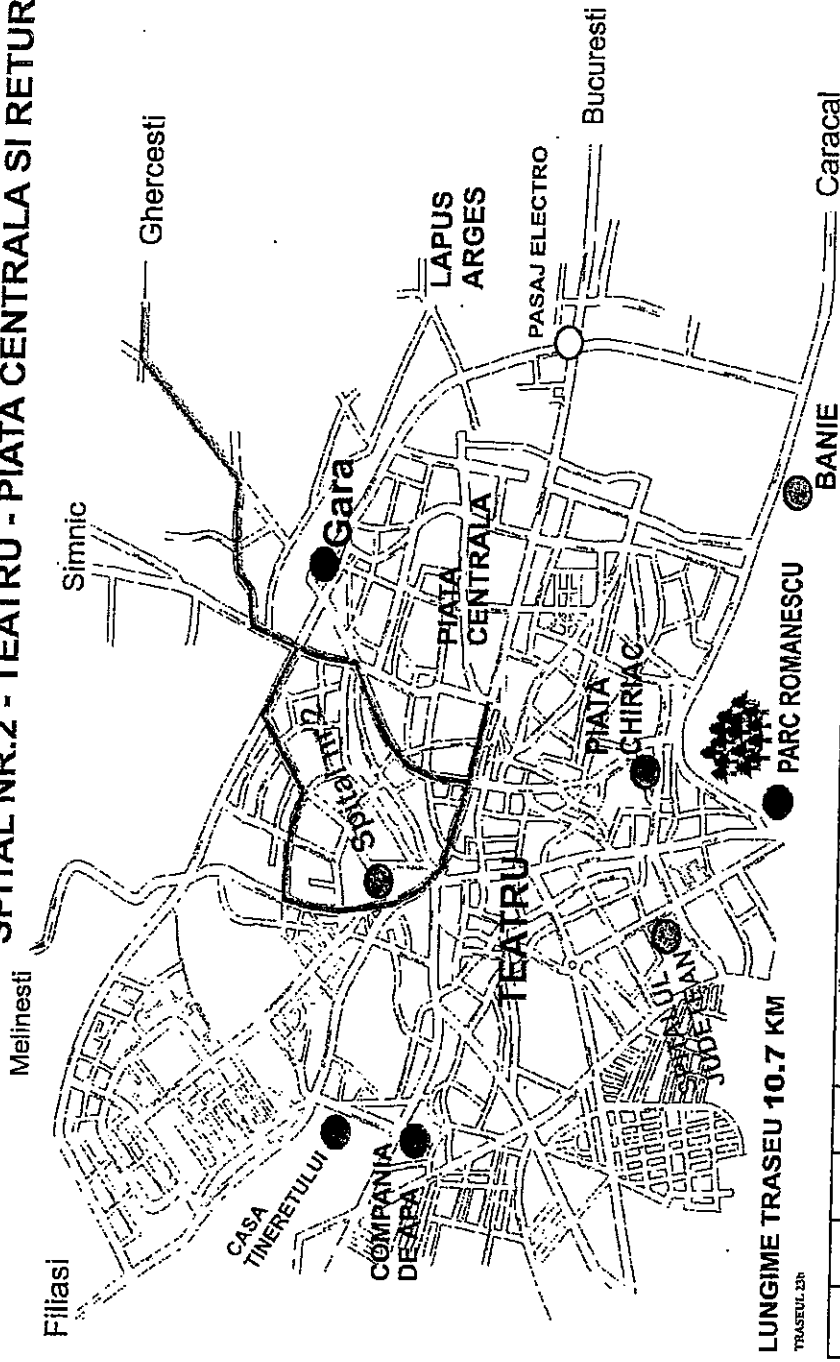 SPITAL NR.2 - TEATRU - PIATA CENTRALA SI RETUR
Melinesti
Simnic
Ghercesti
Filiasi
Gara
LAPUS
ARGES
Spital nr.2
PIATA
CENTRALA
PASAJ ELECTRO
Bucuresti
CASA
TINERETULUI
COMPANIA
DE APA
TEATRU
PIATA
CHIRIAC
SPITALUL
JUDETEAN
PARC ROMANESCU
BANIE
Caracal
LUNGIME TRASEU 10.7 KM
TRASEUL 23b